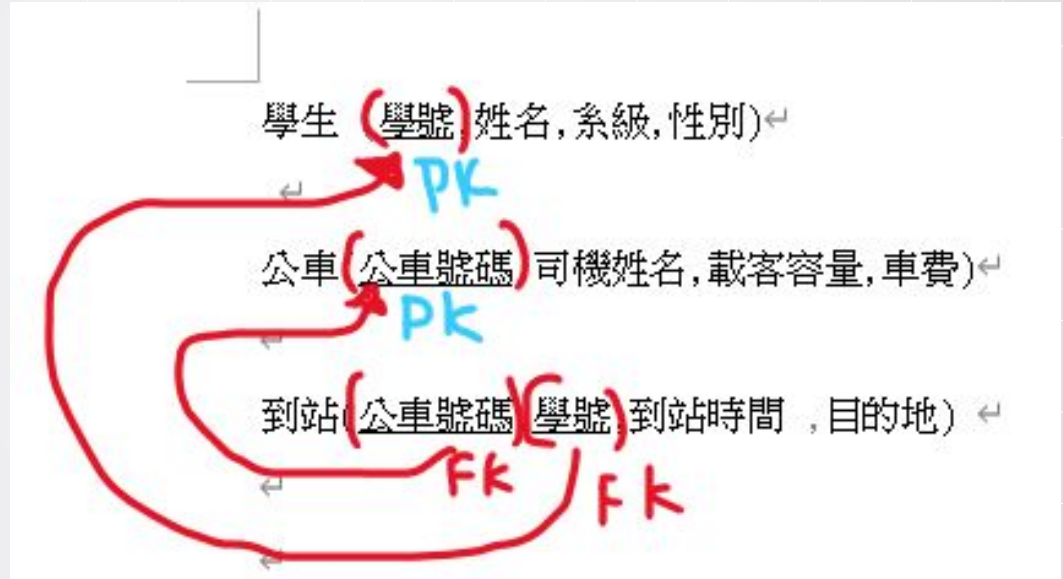 學生 (學號,姓名,系級,性別)
PK
公車(公車號碼,司機姓名,載客容量,車費)
PK
到站(公車號碼,學號,到站時間 ,目的地)
FK FK